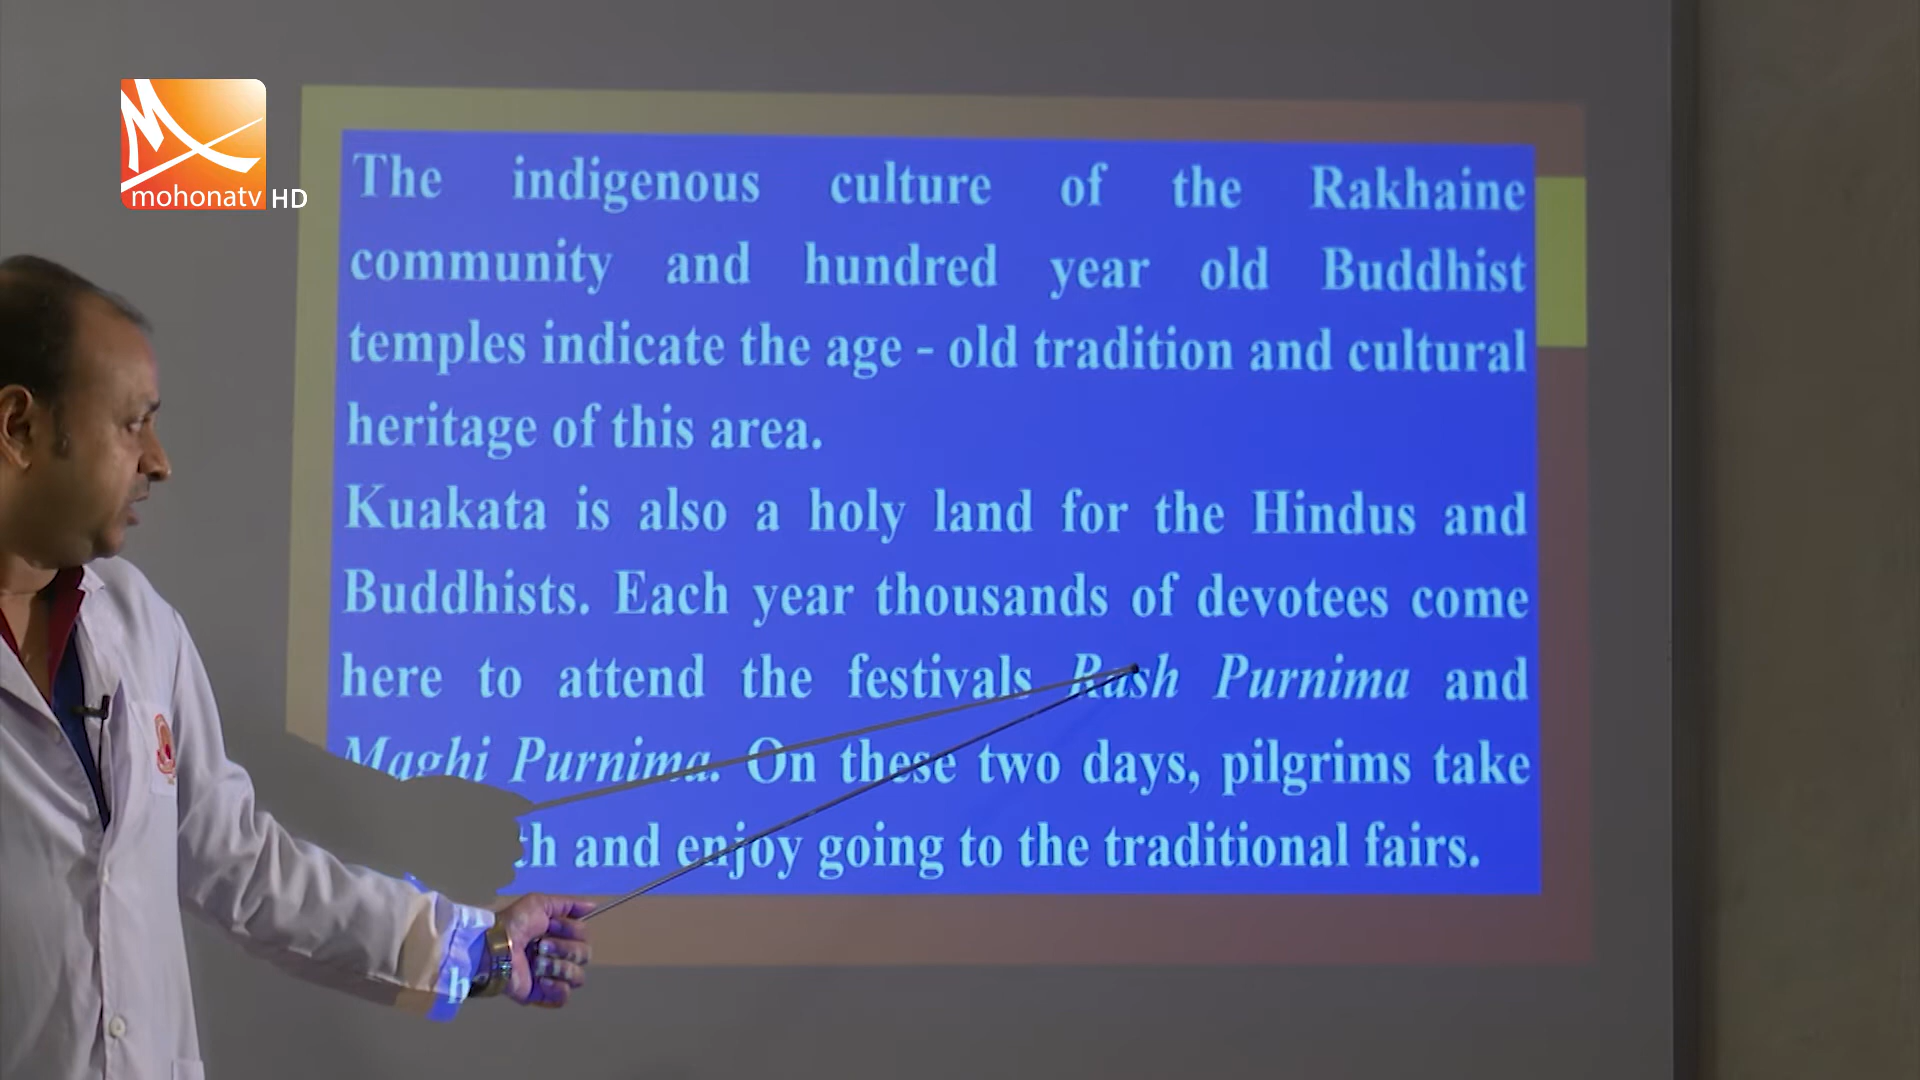 mohonatv HD
The indigenous culture of the Rakhaine
community and hundred year old Buddhist
temples indicate the age - old tradition and cultural
heritage of this area.
Kuakata is also a holy land for the Hindus and
Buddhists. Each year thousands of devotees come
here to attend the festivals Rash Purnima and
Maghi Purnima. On these two days, pilgrims take
and enjoy going to the traditional fairs.